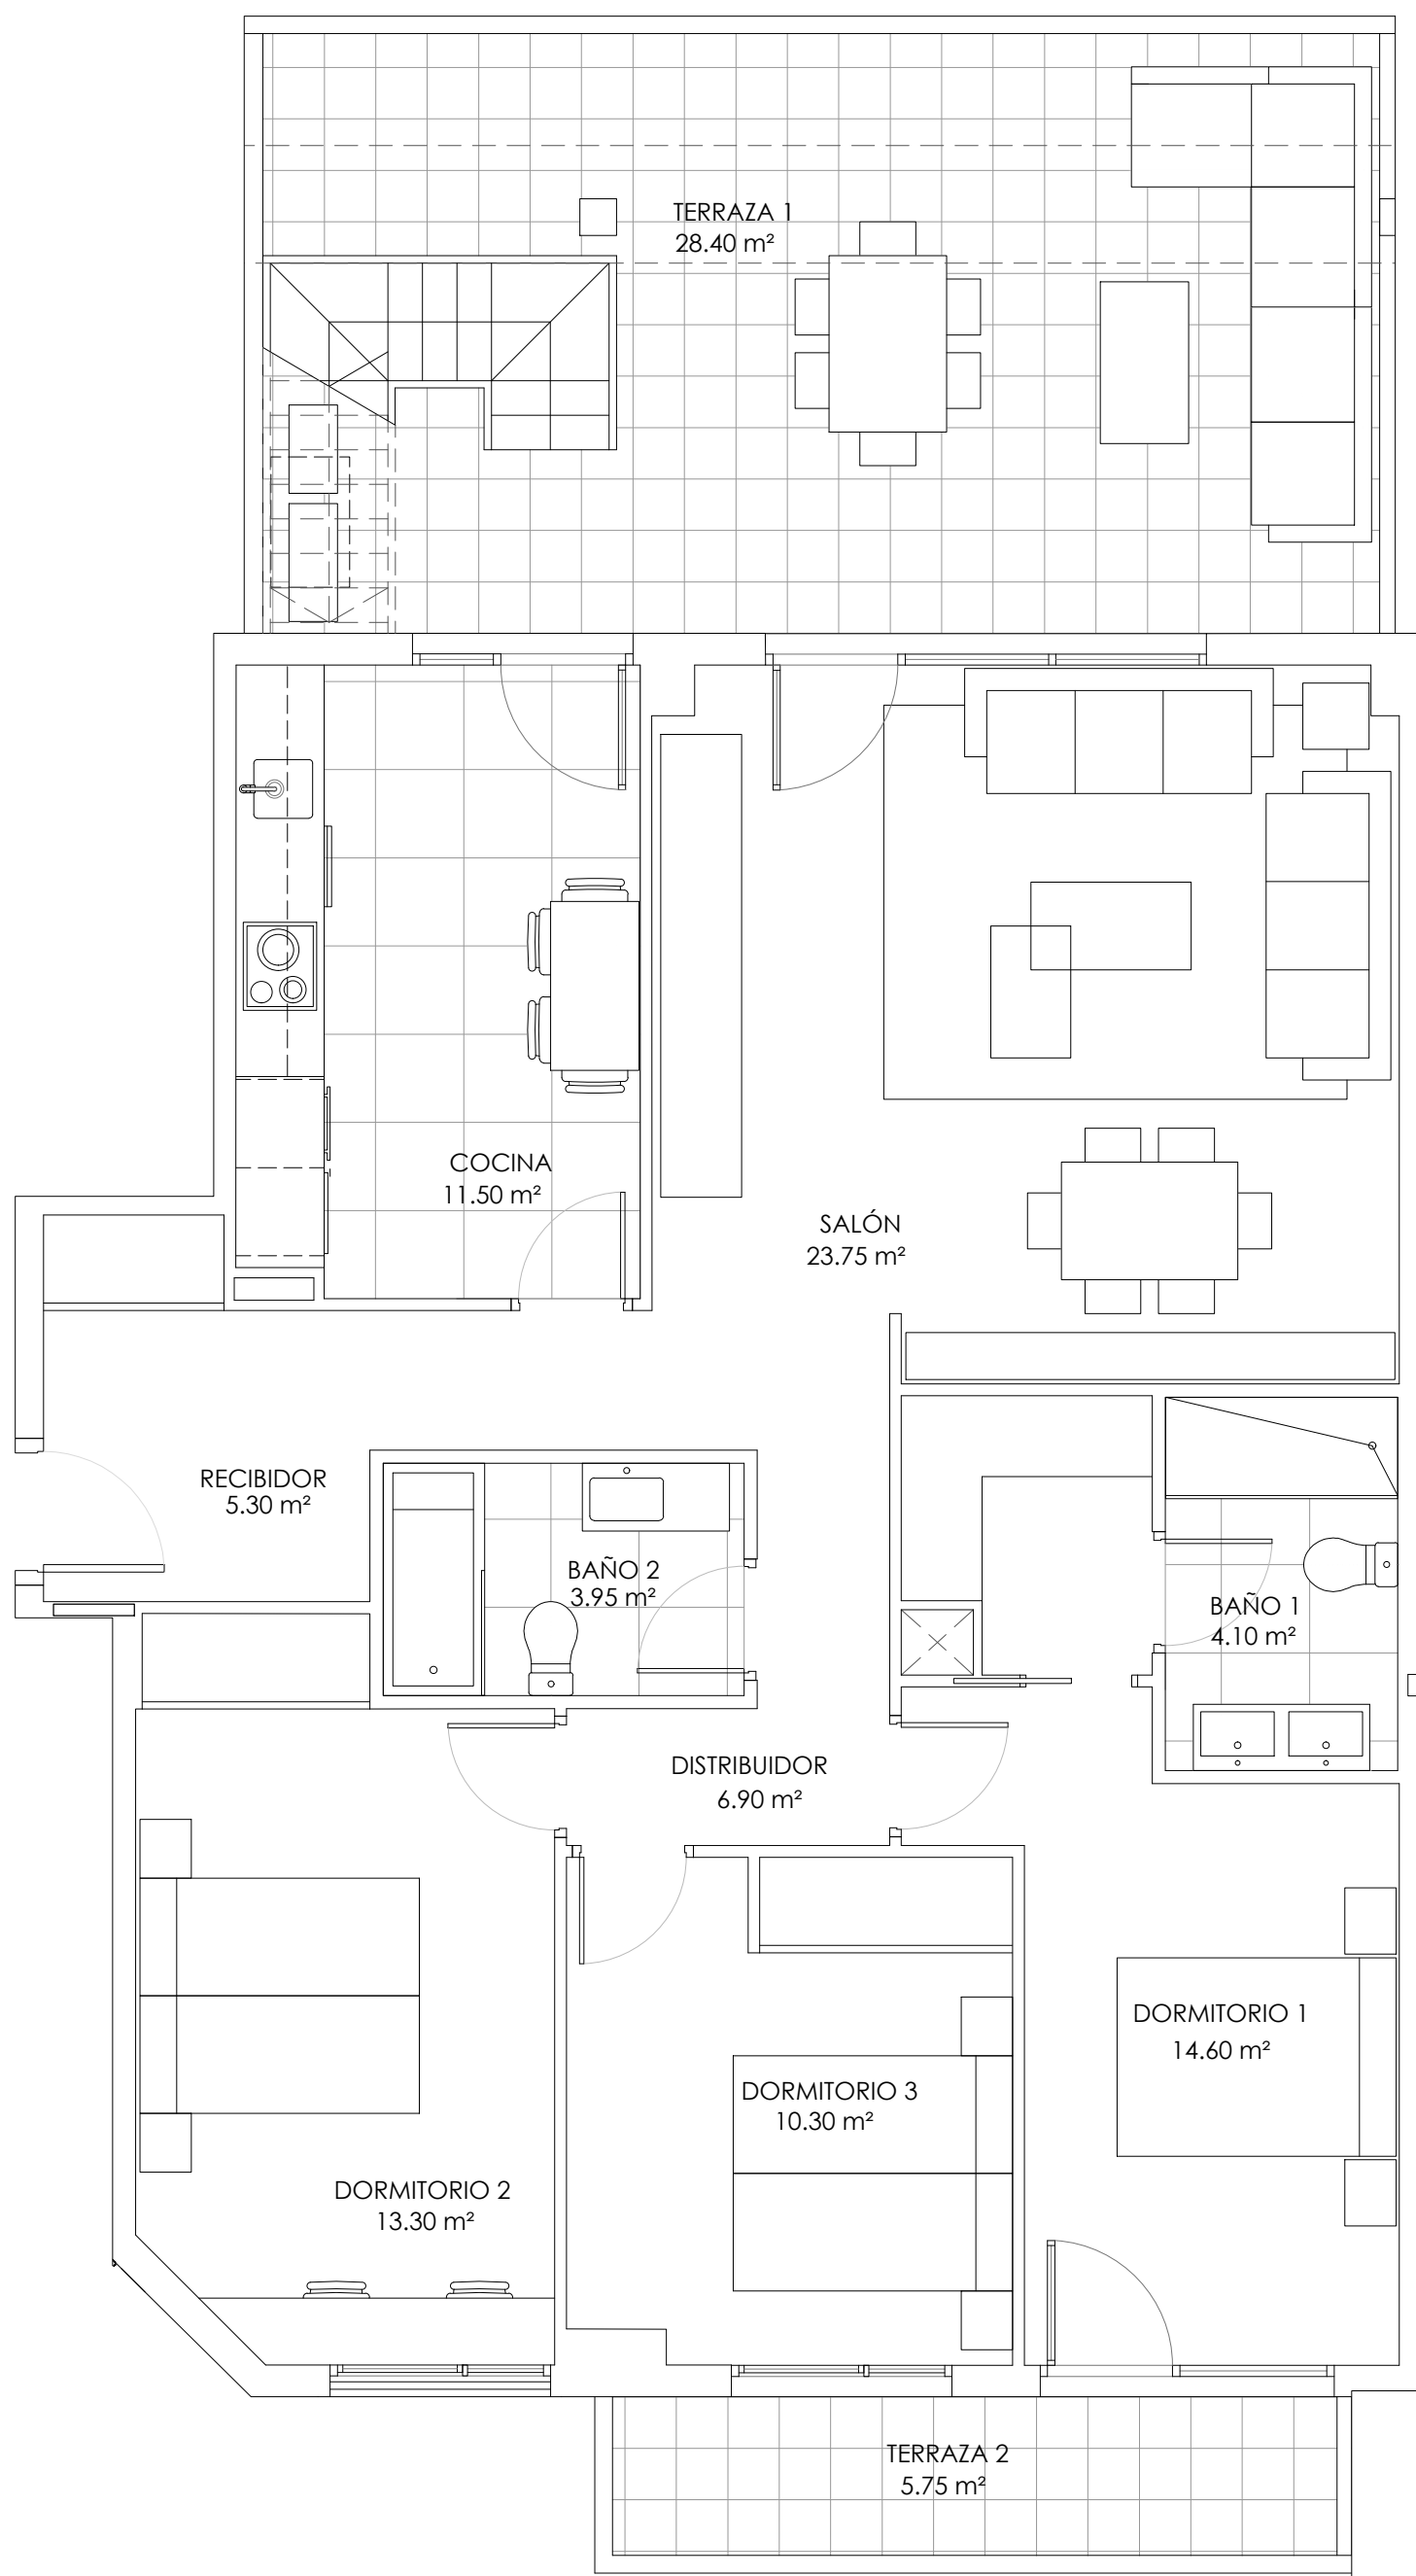 TERRAZA 1
28.40 m²
COCINA
11.50 m²
SALÓN
23.75 m²
RECIBIDOR
5.30 m²
BAÑO 2
3.95 m²
BAÑO 1
4.10 m²
DISTRIBUIDOR
6.90 m²
DORMITORIO 1
14.60 m²
DORMITORIO 3
10.30 m²
DORMITORIO 2
13.30 m²
TERRAZA 2
5.75 m²